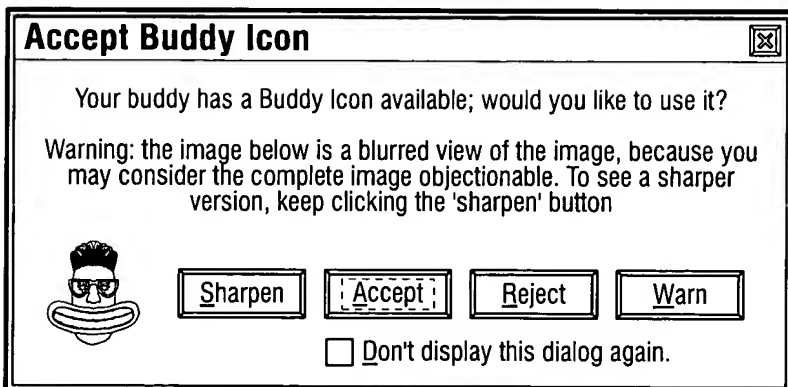 Accept Buddy Icon
Your buddy has a Buddy Icon available; would you like to use it?
Warning: the image below is a blurred view of the image, because you
may consider the complete image objectionable. To see a sharper
version, keep clicking the 'sharpen' button
Sharpen Accept Reject Warn
Don't display this dialog again.